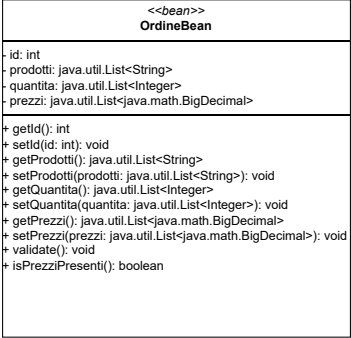 <<bean>>
OrdineBean
- id: int
- prodotti: java.util.List<String>
- quantita: java.util.List<Integer>
- prezzi: java.util.List<java.math.BigDecimal>
+ getId(): int
+ setId(id: int): void
+ getProdotti(): java.util.List<String>
+ setProdotti(prodotti: java.util.List<String>): void
+ getQuantita(): java.util.List<Integer>
+ setQuantita(quantita: java.util.List<Integer>): void
+ getPrezzi(): java.util.List<java.math.BigDecimal>
+ setPrezzi(prezzi: java.util.List<java.math.BigDecimal>): void
+ validate(): void
+ isPrezziPresenti(): boolean